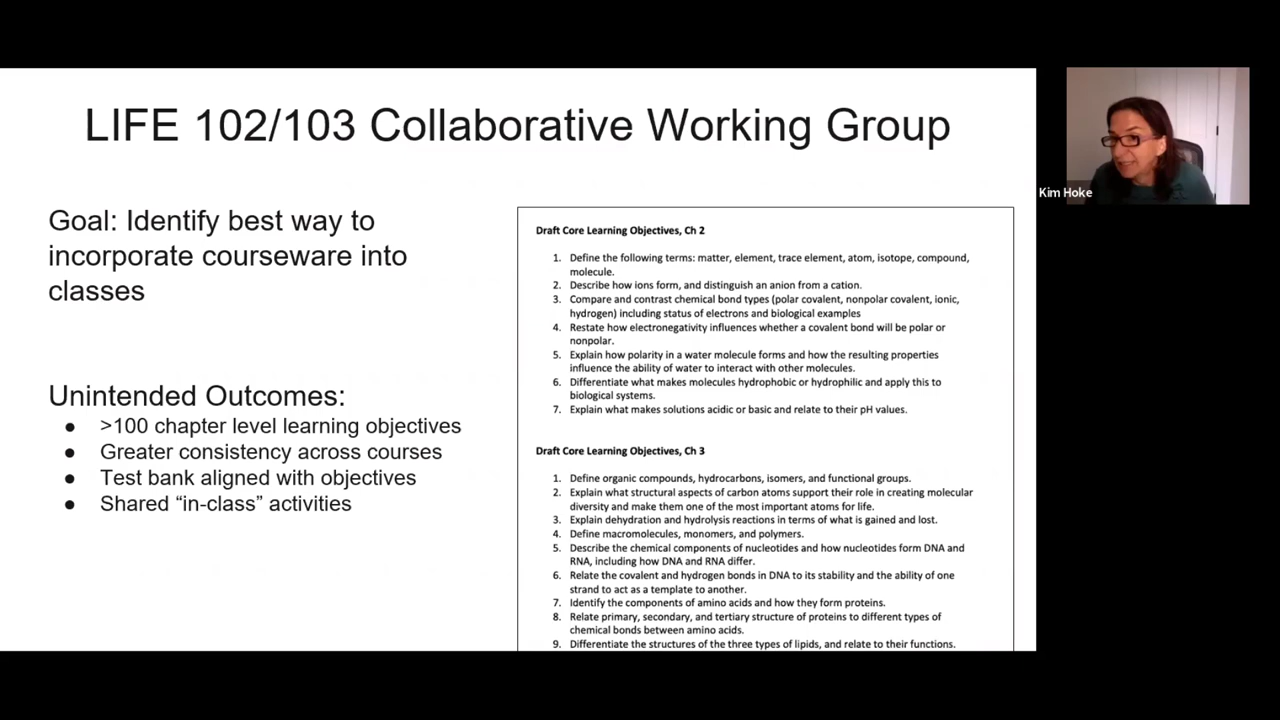 LIFE 102/103 Collaborative Working Group
Goal: Identify best way to
incorporate courseware into
classes
Unintended Outcomes:
● >100 chapter level learning objectives
● Greater consistency across courses
● Test bank aligned with objectives
● Shared “in-class” activities
Draft Core Learning Objectives, Ch 2
1. Define the following terms: matter, element, trace element, atom, isotope, compound,
molecule.
2. Describe how ions form, and distinguish an anion from a cation.
3. Compare and contrast chemical bond types (polar covalent, nonpolar covalent, ionic,
hydrogen) including status of electrons and biological examples
4. Restate how electronegativity influences whether a covalent bond will be polar or
nonpolar.
5. Explain how polarity in a water molecule forms and how the resulting properties
influence the ability of water to interact with other molecules.
6. Differentiate what makes molecules hydrophobic or hydrophilic and apply this to
biological systems.
7. Explain what makes solutions acidic or basic and relate to their pH values.
Draft Core Learning Objectives, Ch 3
1. Define organic compounds, hydrocarbons, isomers, and functional groups.
2. Explain what structural aspects of carbon atoms support their role in creating molecular
diversity and make them one of the most important atoms for life.
3. Explain dehydration and hydrolysis reactions in terms of what is gained and lost.
4. Define macromolecules, monomers, and polymers.
5. Describe the chemical components of nucleotides and how nucleotides form DNA and
RNA, including how DNA and RNA differ.
6. Relate the covalent and hydrogen bonds in DNA to its stability and the ability of one
strand to act as a template to another.
7. Identify the components of amino acids and how they form proteins.
8. Relate primary, secondary, and tertiary structure of proteins to different types of
chemical bonds between amino acids.
9. Differentiate the structures of the three types of lipids, and relate to their functions.
Kim Hoke